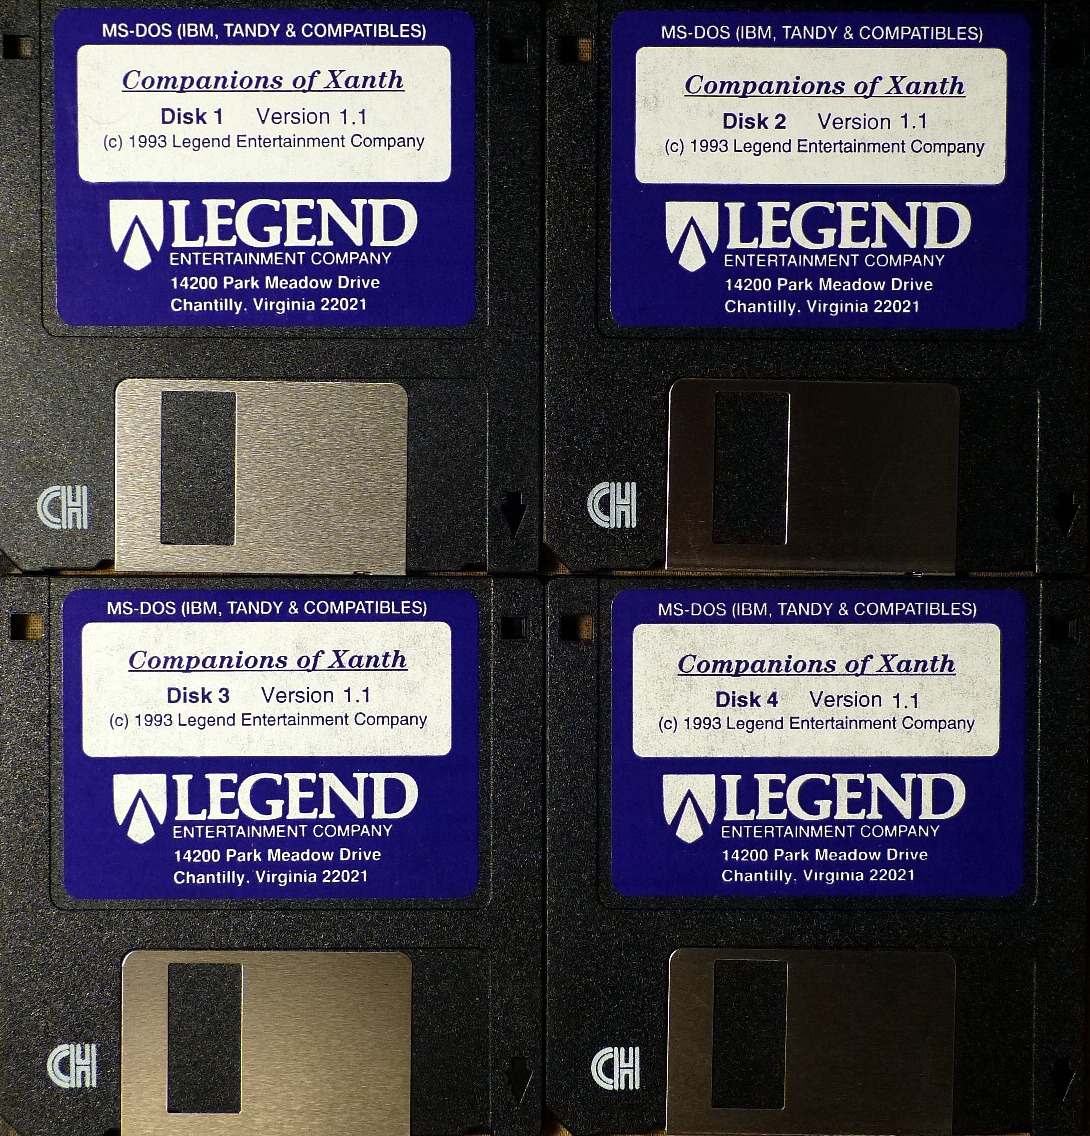 MS-DOS (IBM, TANDY & COMPATIBLES)
Companions of Xanth
Disk 1 Version 1.1
(c) 1993 Legend Entertainment Company
LEGEND
ENTERTAINMENT COMPANY
14200 Park Meadow Drive
Chantilly, Virginia 22021
CH
MS-DOS (IBM, TANDY & COMPATIBLES)
Companions of Xanth
Disk 2 Version 1.1
(c) 1993 Legend Entertainment Company
LEGEND
ENTERTAINMENT COMPANY
14200 Park Meadow Drive
Chantilly, Virginia 22021
CH
MS-DOS (IBM, TANDY & COMPATIBLES)
Companions of Xanth
Disk 3 Version 1.1
(c) 1993 Legend Entertainment Company
LEGEND
ENTERTAINMENT COMPANY
14200 Park Meadow Drive
Chantilly, Virginia 22021
CH
MS-DOS (IBM, TANDY & COMPATIBLES)
Companions of Xanth
Disk 4 Version 1.1
(c) 1993 Legend Entertainment Company
LEGEND
ENTERTAINMENT COMPANY
14200 Park Meadow Drive
Chantilly, Virginia 22021
CH